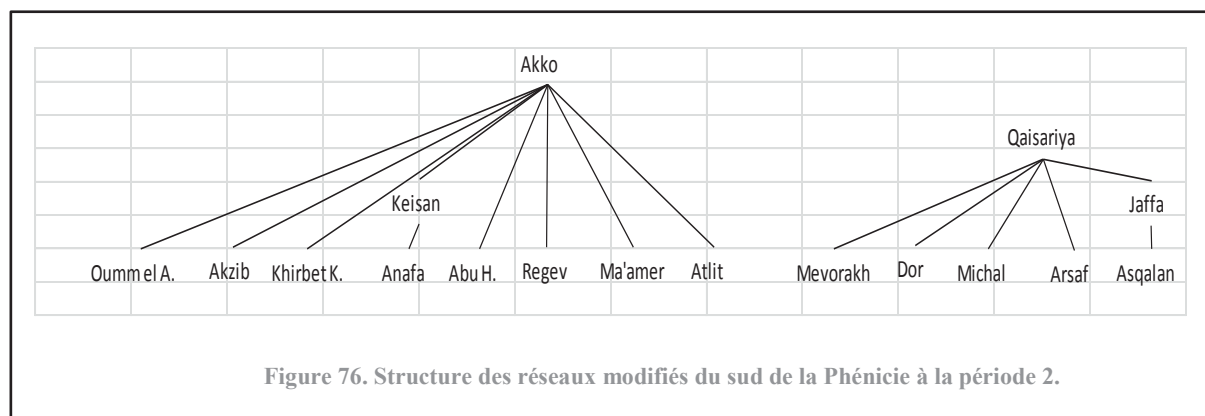 Akko
Qaisariya
Keisan
Jaffa
Oumm el A.
Akzib
Khirbet K.
Anafa
Abu H.
Regev
Ma'amer
Atlit
Mevorakh
Dor
Michal
Arsaf
Asqalan
Figure 76. Structure des réseaux modifiés du sud de la Phénicie à la période 2.